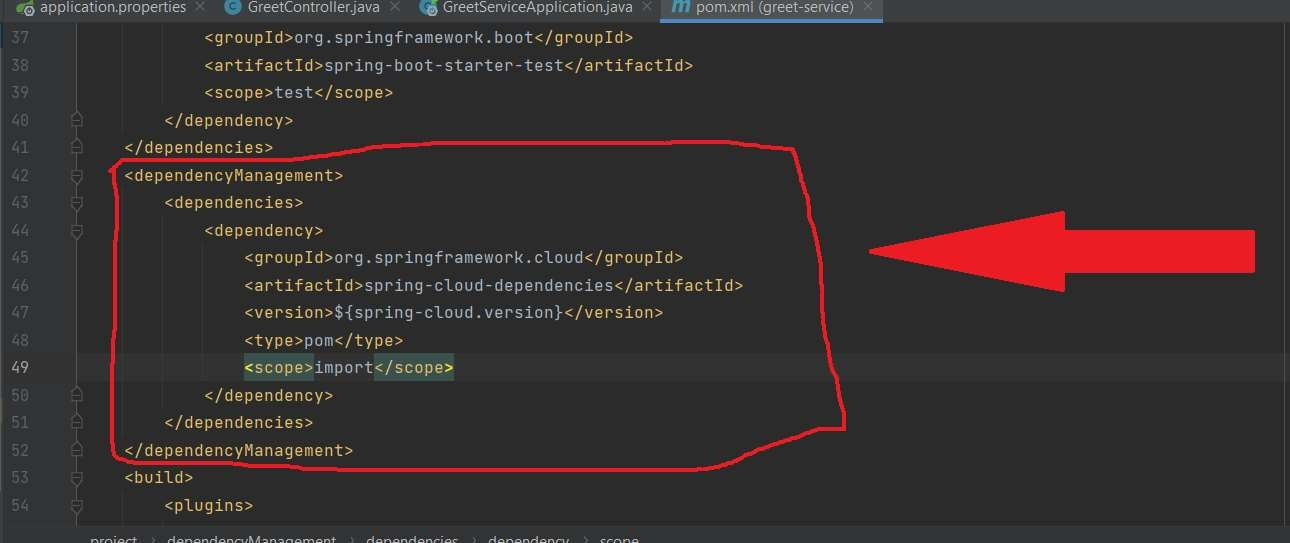 application.properties GreetController.java GreetServiceApplication.java pom.xml (greet-service)
37 <groupId>org.springframework.boot</groupId>
38 <artifactId>spring-boot-starter-test</artifactId>
39 <scope>test</scope>
40 </dependency>
41 </dependencies>
42 <dependencyManagement>
43 <dependencies>
44 <dependency>
45 <groupId>org.springframework.cloud</groupId>
46 <artifactId>spring-cloud-dependencies</artifactId>
47 <version>${spring-cloud.version}</version>
48 <type>pom</type>
49 <scope>import</scope>
50 </dependency>
51 </dependencies>
52 </dependencyManagement>
53 <build>
54 <plugins>
project dependencyManagement dependencies dependency scope